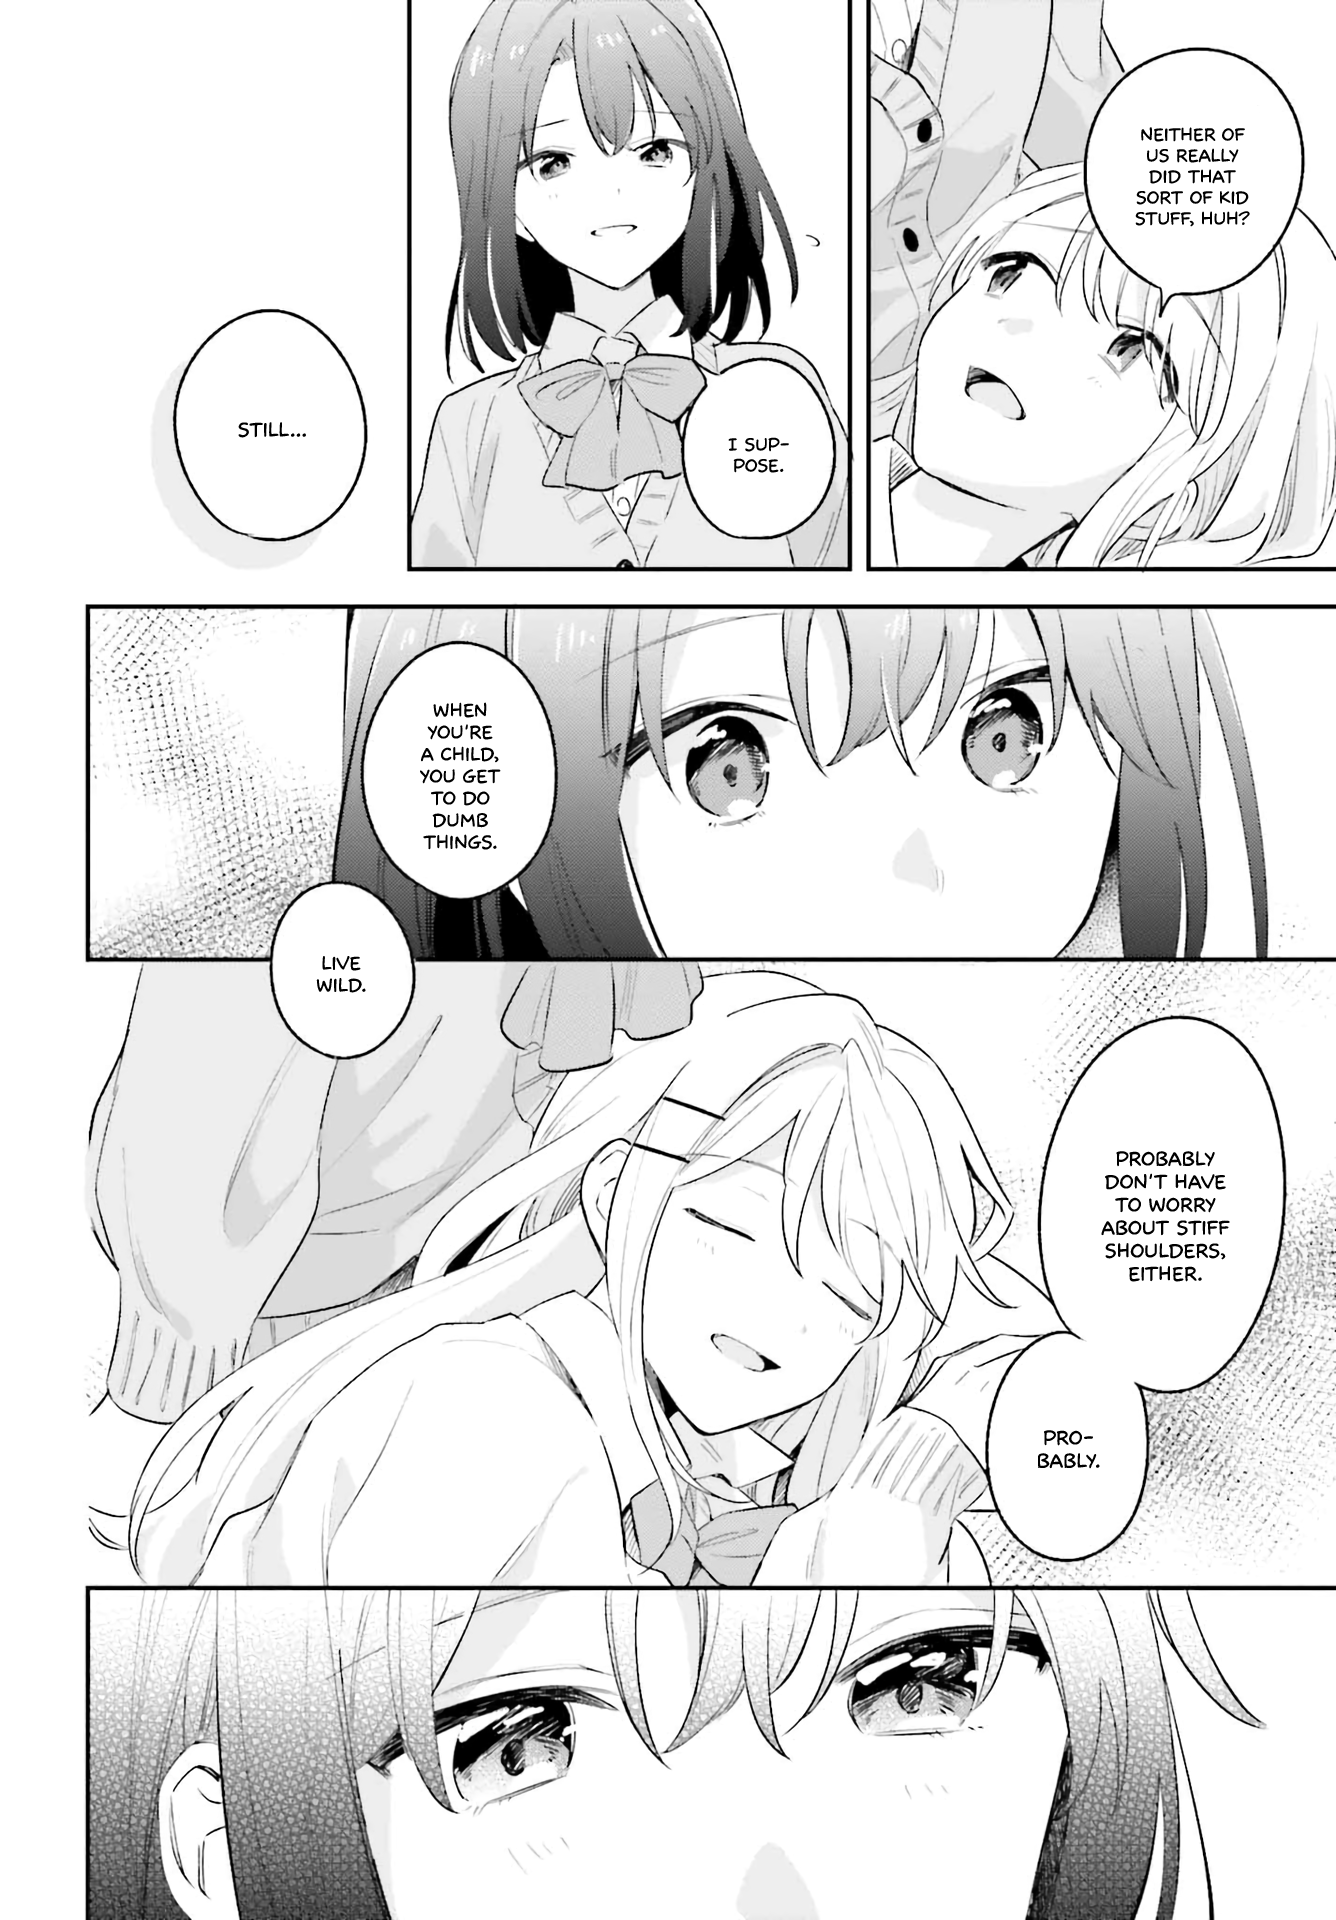 NEITHER OF
US REALLY
DID THAT
SORT OF KID
STUFF, HUH?
I SUP-
POSE.
STILL...
WHEN
YOU'RE
A CHILD,
YOU GET
TO DO
DUMB
THINGS.
LIVE
WILD.
PROBABLY
DON'T HAVE
TO WORRY
ABOUT STIFF
SHOULDERS,
EITHER.
PRO-
BABLY.